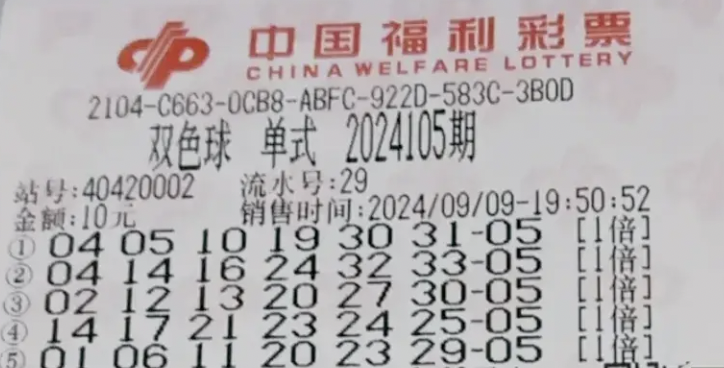 中国福利彩票
CHINA WELFARE LOTTERY
2104-C663-0CB8-ABFC-922D-583C-3B0D
双色球 单式 2024105期
站号:40420002 流水号:29
金额:10元 销售时间:2024/09/09-19:50:52
① 04 05 10 19 30 31-05 [1倍]
② 04 14 16 24 32 33-05 [1倍]
③ 02 12 13 20 27 30-05 [1倍]
④ 14 17 21 23 24 25-05 [1倍]
⑤ 01 06 11 20 23 29-05 [1倍]